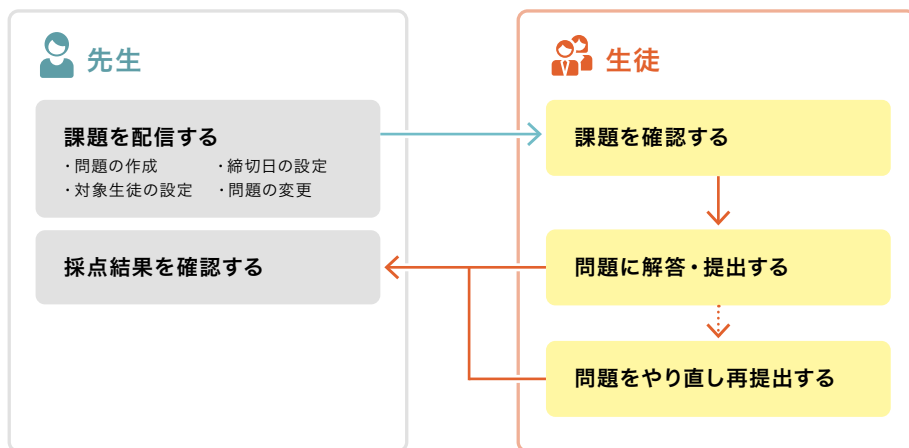 先生
課題を配信する
・問題の作成 ・締切日の設定
・対象生徒の設定 ・問題の変更
採点結果を確認する
生徒
課題を確認する
問題に解答・提出する
問題をやり直し再提出する